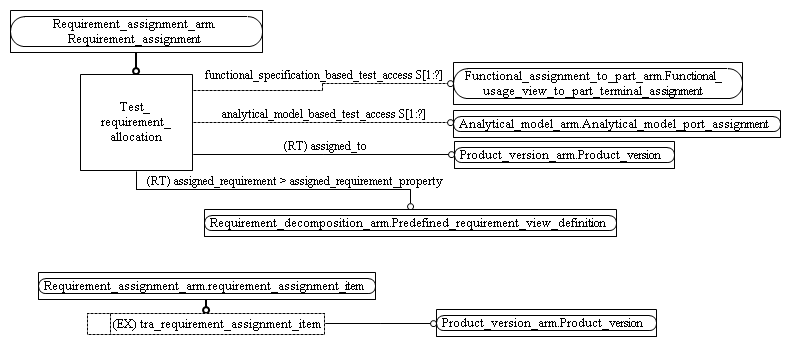 Requirement_assignment_arm.
Requirement_assignment
functional_specification_based_test_access S[1:?]
Functional_assignment_to_part_arm.Functional_
usage_view_to_part_terminal_assignment
Test_
requirement_
allocation
analytical_model_based_test_access S[1:?]
Analytical_model_arm.Analytical_model_port_assignment
(RT) assigned_to
Product_version_arm.Product_version
(RT) assigned_requirement > assigned_requirement_property
Requirement_decomposition_arm.Predefined_requirement_view_definition
Requirement_assignment_arm.requirement_assignment_item
(EX) tra_requirement_assignment_item
Product_version_arm.Product_version